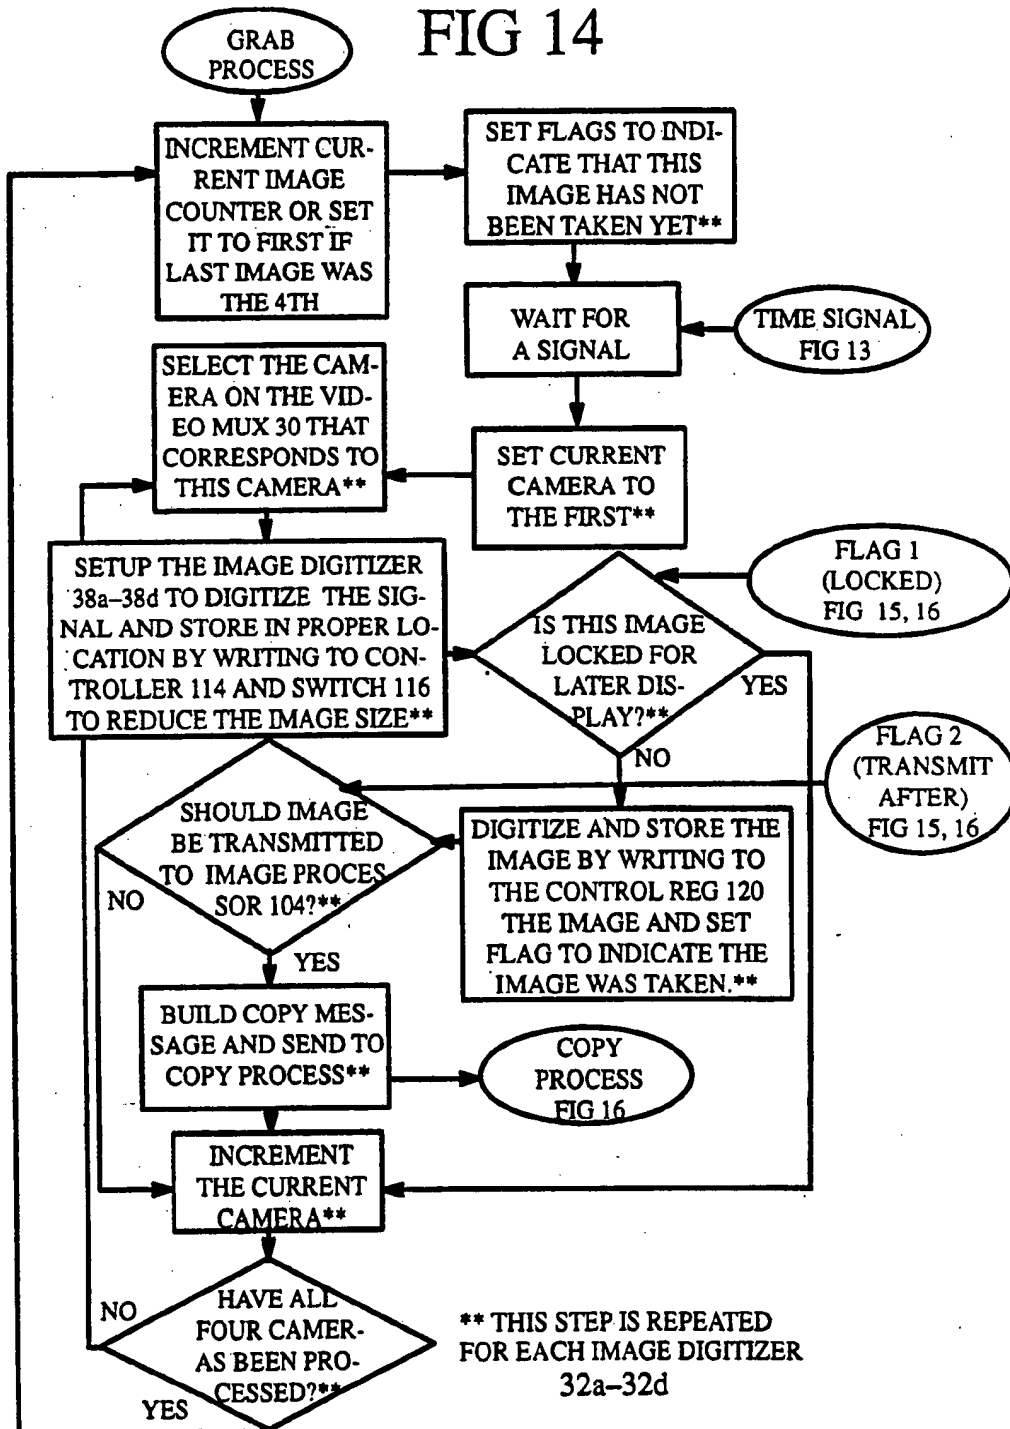 FIG 14
GRAB
PROCESS
INCREMENT CUR-
RENT IMAGE
COUNTER OR SET
IT TO FIRST IF
LAST IMAGE WAS
THE 4TH
SET FLAGS TO INDI-
CATE THAT THIS
IMAGE HAS NOT
BEEN TAKEN YET**
WAIT FOR
A SIGNAL
TIME SIGNAL
FIG 13
SET CURRENT
CAMERA TO
THE FIRST**
SELECT THE CAM-
ERA ON THE VID-
EO MUX 30 THAT
CORRESPONDS TO
THIS CAMERA**
SETUP THE IMAGE DIGITIZER
38a–38d TO DIGITIZE THE SIG-
NAL AND STORE IN PROPER LO-
CATION BY WRITING TO CON-
TROLLER 114 AND SWITCH 116
TO REDUCE THE IMAGE SIZE**
FLAG 1
(LOCKED)
FIG 15, 16
IS THIS IMAGE
LOCKED FOR
LATER DIS-
PLAY?**
YES
NO
FLAG 2
(TRANSMIT
AFTER)
FIG 15, 16
DIGITIZE AND STORE THE
IMAGE BY WRITING TO
THE CONTROL REG 120
THE IMAGE AND SET
FLAG TO INDICATE THE
IMAGE WAS TAKEN.**
SHOULD IMAGE
BE TRANSMITTED
TO IMAGE PROCES
SOR 104?**
NO
YES
BUILD COPY MES-
SAGE AND SEND TO
COPY PROCESS**
COPY
PROCESS
FIG 16
INCREMENT
THE CURRENT
CAMERA**
HAVE ALL
FOUR CAMER-
AS BEEN PRO-
CESSED?**
NO
YES
** THIS STEP IS REPEATED
FOR EACH IMAGE DIGITIZER
32a–32d